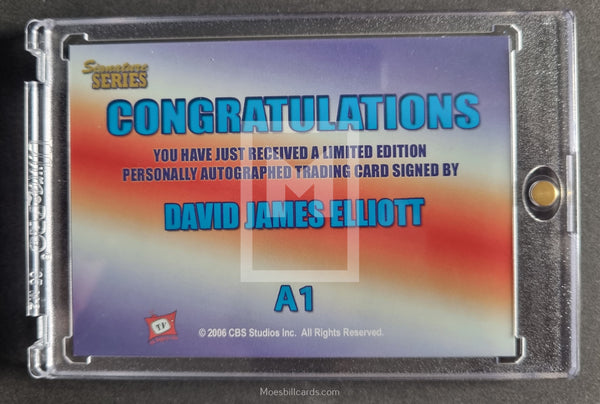 Signature
SERIES
CONGRATULATIONS
YOU HAVE JUST RECEIVED A LIMITED EDITION
PERSONALLY AUTOGRAPHED TRADING CARD SIGNED BY
DAVID JAMES ELLIOTT
A1
TF
© 2006 CBS Studios Inc. All Rights Reserved.
M
Moesbillcards.com